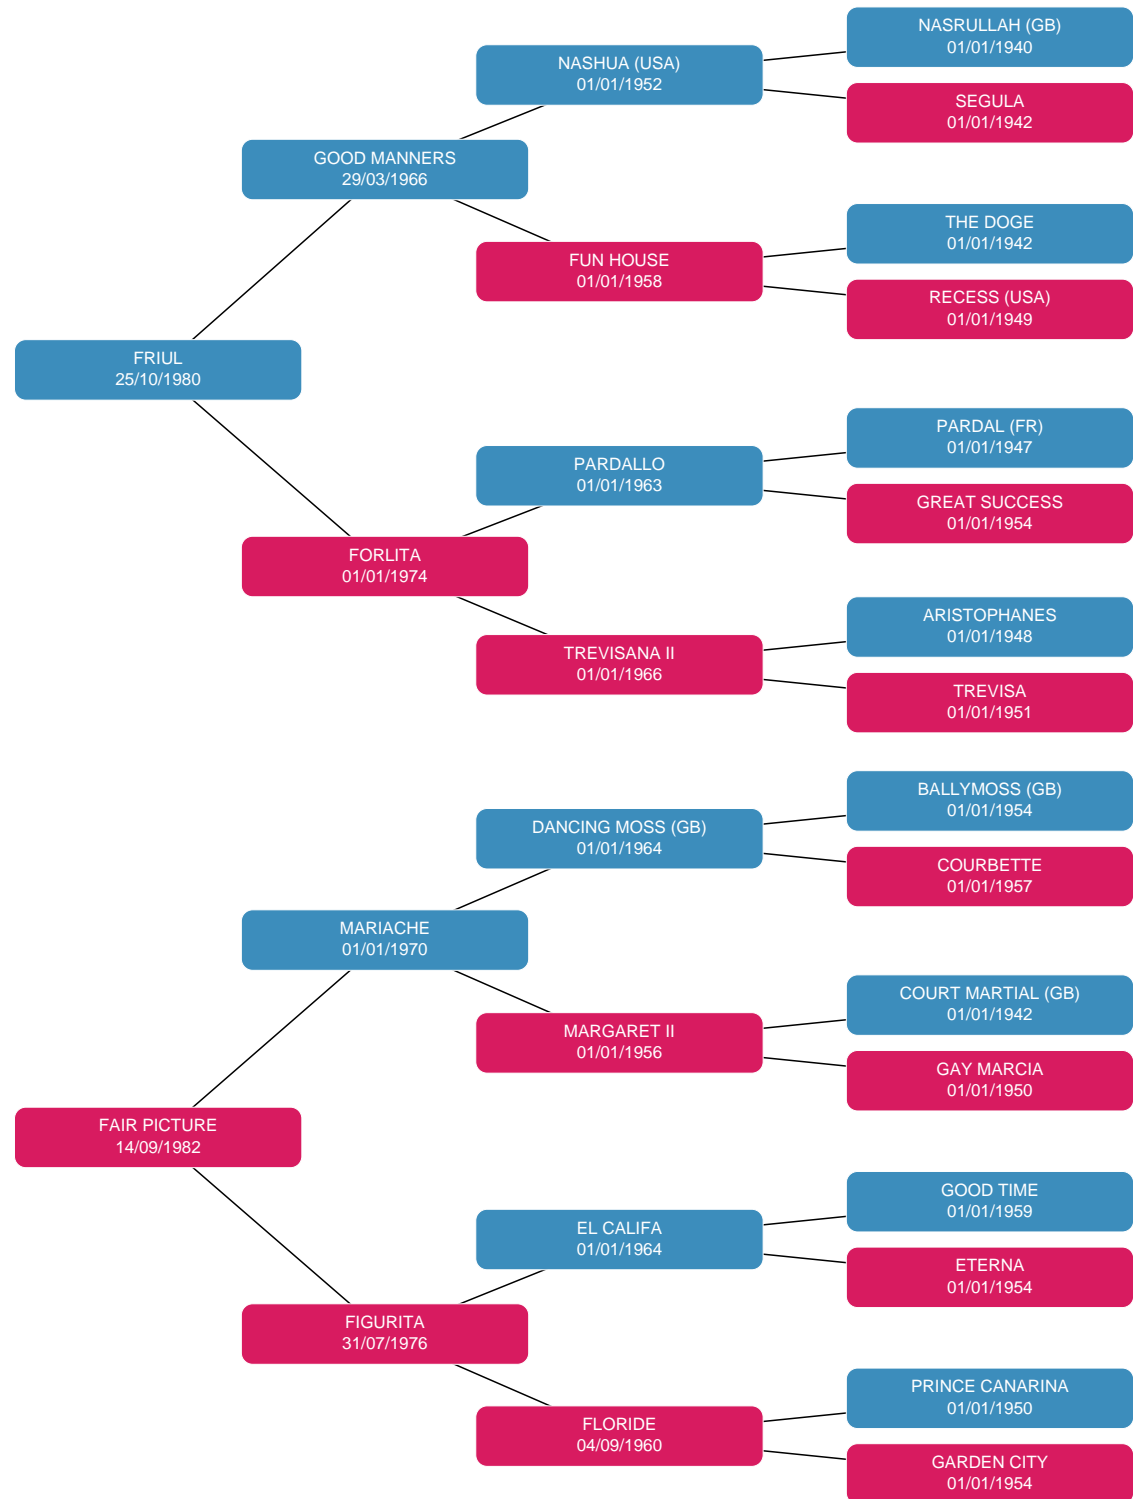 NASRULLAH (GB)
01/01/1940
NASHUA (USA)
01/01/1952
SEGULA
01/01/1942
GOOD MANNERS
29/03/1966
THE DOGE
01/01/1942
FUN HOUSE
01/01/1958
RECESS (USA)
01/01/1949
FRIUL
25/10/1980
PARDAL (FR)
01/01/1947
PARDALLO
01/01/1963
GREAT SUCCESS
01/01/1954
FORLITA
01/01/1974
ARISTOPHANES
01/01/1948
TREVISANA II
01/01/1966
TREVISA
01/01/1951
BALLYMOSS (GB)
01/01/1954
DANCING MOSS (GB)
01/01/1964
COURBETTE
01/01/1957
MARIACHE
01/01/1970
COURT MARTIAL (GB)
01/01/1942
MARGARET II
01/01/1956
GAY MARCIA
01/01/1950
FAIR PICTURE
14/09/1982
GOOD TIME
01/01/1959
EL CALIFA
01/01/1964
ETERNA
01/01/1954
FIGURITA
31/07/1976
PRINCE CANARINA
01/01/1950
FLORIDE
04/09/1960
GARDEN CITY
01/01/1954